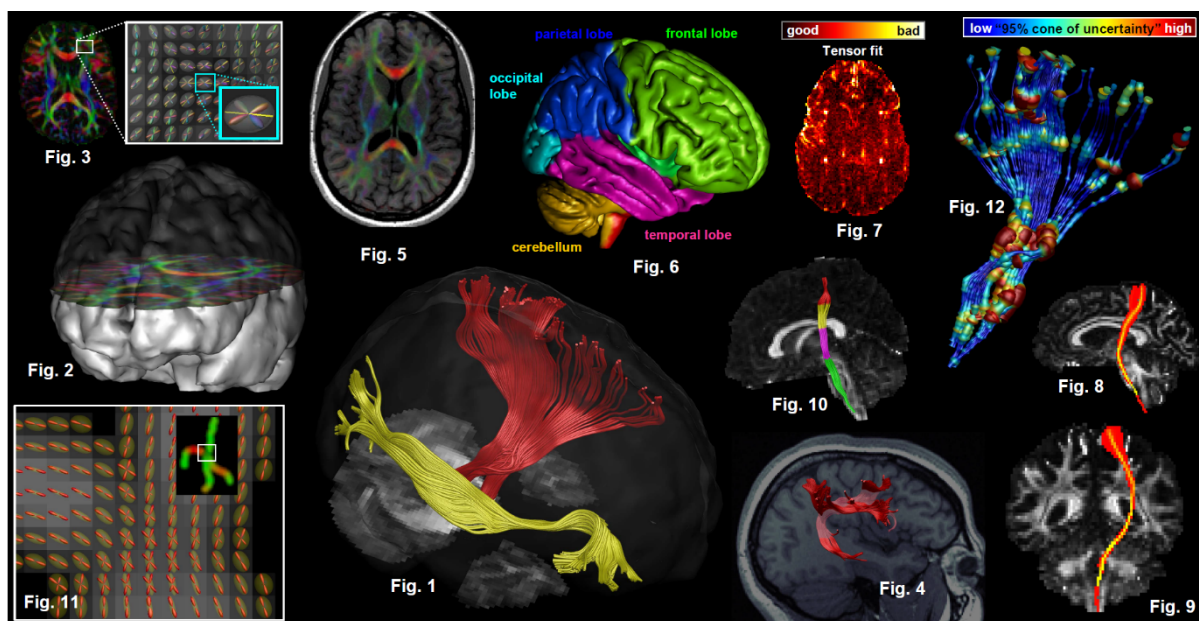 good bad
Tensor fit
low "95% cone of uncertainty" high
parietal lobe
frontal lobe
occipital
lobe
temporal lobe
cerebellum
Fig. 3
Fig. 5
Fig. 6
Fig. 7
Fig. 12
Fig. 2
Fig. 10
Fig. 8
Fig. 11
Fig. 1
Fig. 4
Fig. 9